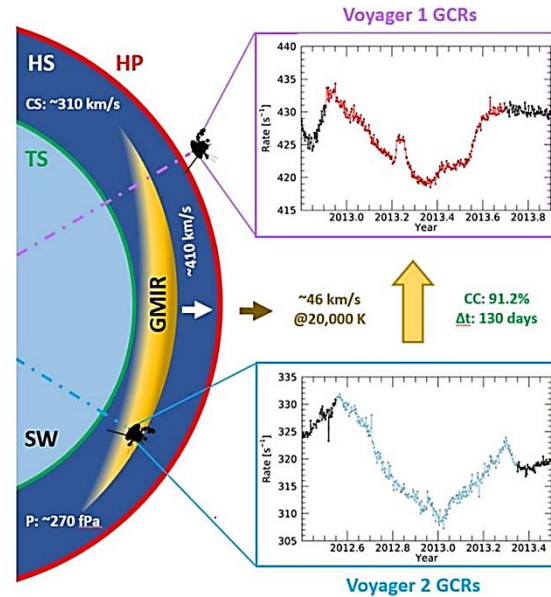 Voyager 1 GCRs
HS
HP
CS: ~310 km/s
TS
~410 km/s
GMIR
SW
P: ~270 fPa
440
435
430
425
420
415
Rate [s⁻¹]
2013.0 2013.2 2013.4 2013.6 2013.8
Year
~46 km/s
@20,000 K
CC: 91.2%
Δt: 130 days
335
330
325
320
315
310
305
Rate [s⁻¹]
2012.6 2012.8 2013.0 2013.2 2013.4
Year
Voyager 2 GCRs